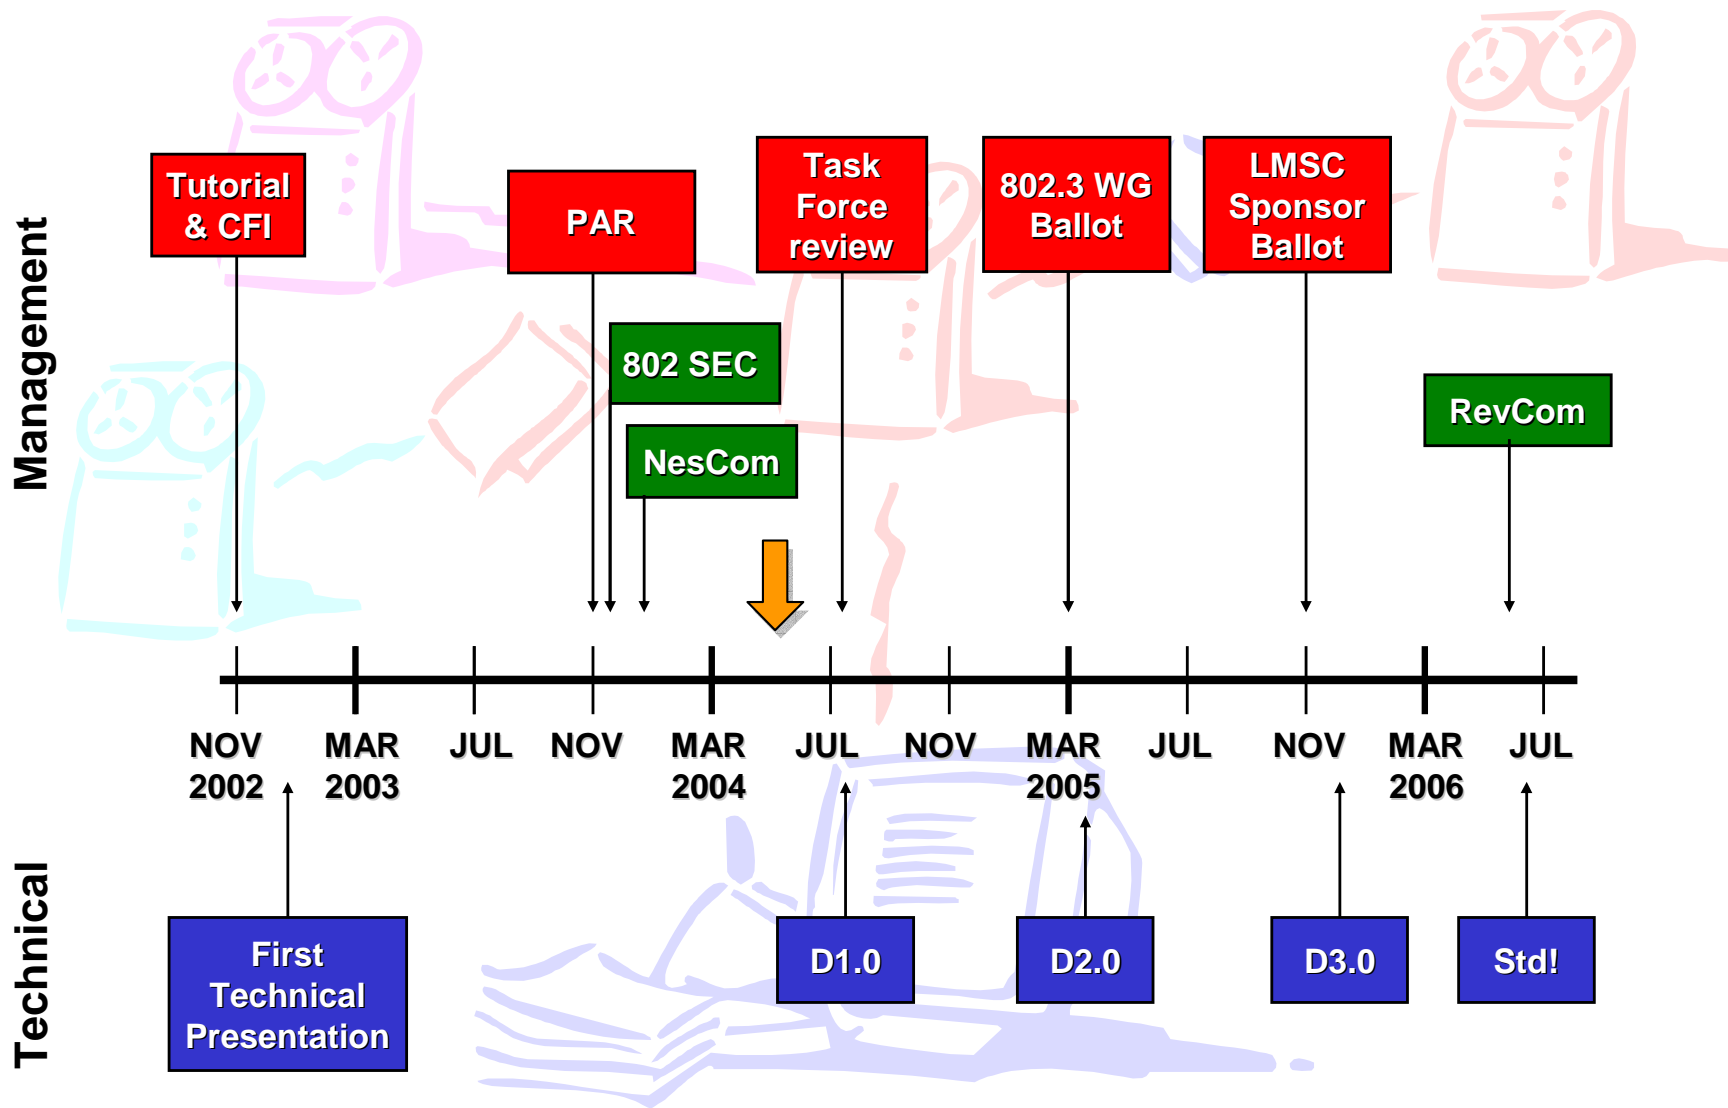 Management
Tutorial
& CFI
PAR
Task
Force
review
802.3 WG
Ballot
LMSC
Sponsor
Ballot
802 SEC
NesCom
RevCom
NOV
2002
MAR
2003
JUL
NOV
MAR
2004
JUL
NOV
MAR
2005
JUL
NOV
MAR
2006
JUL
Technical
First
Technical
Presentation
D1.0
D2.0
D3.0
Std!